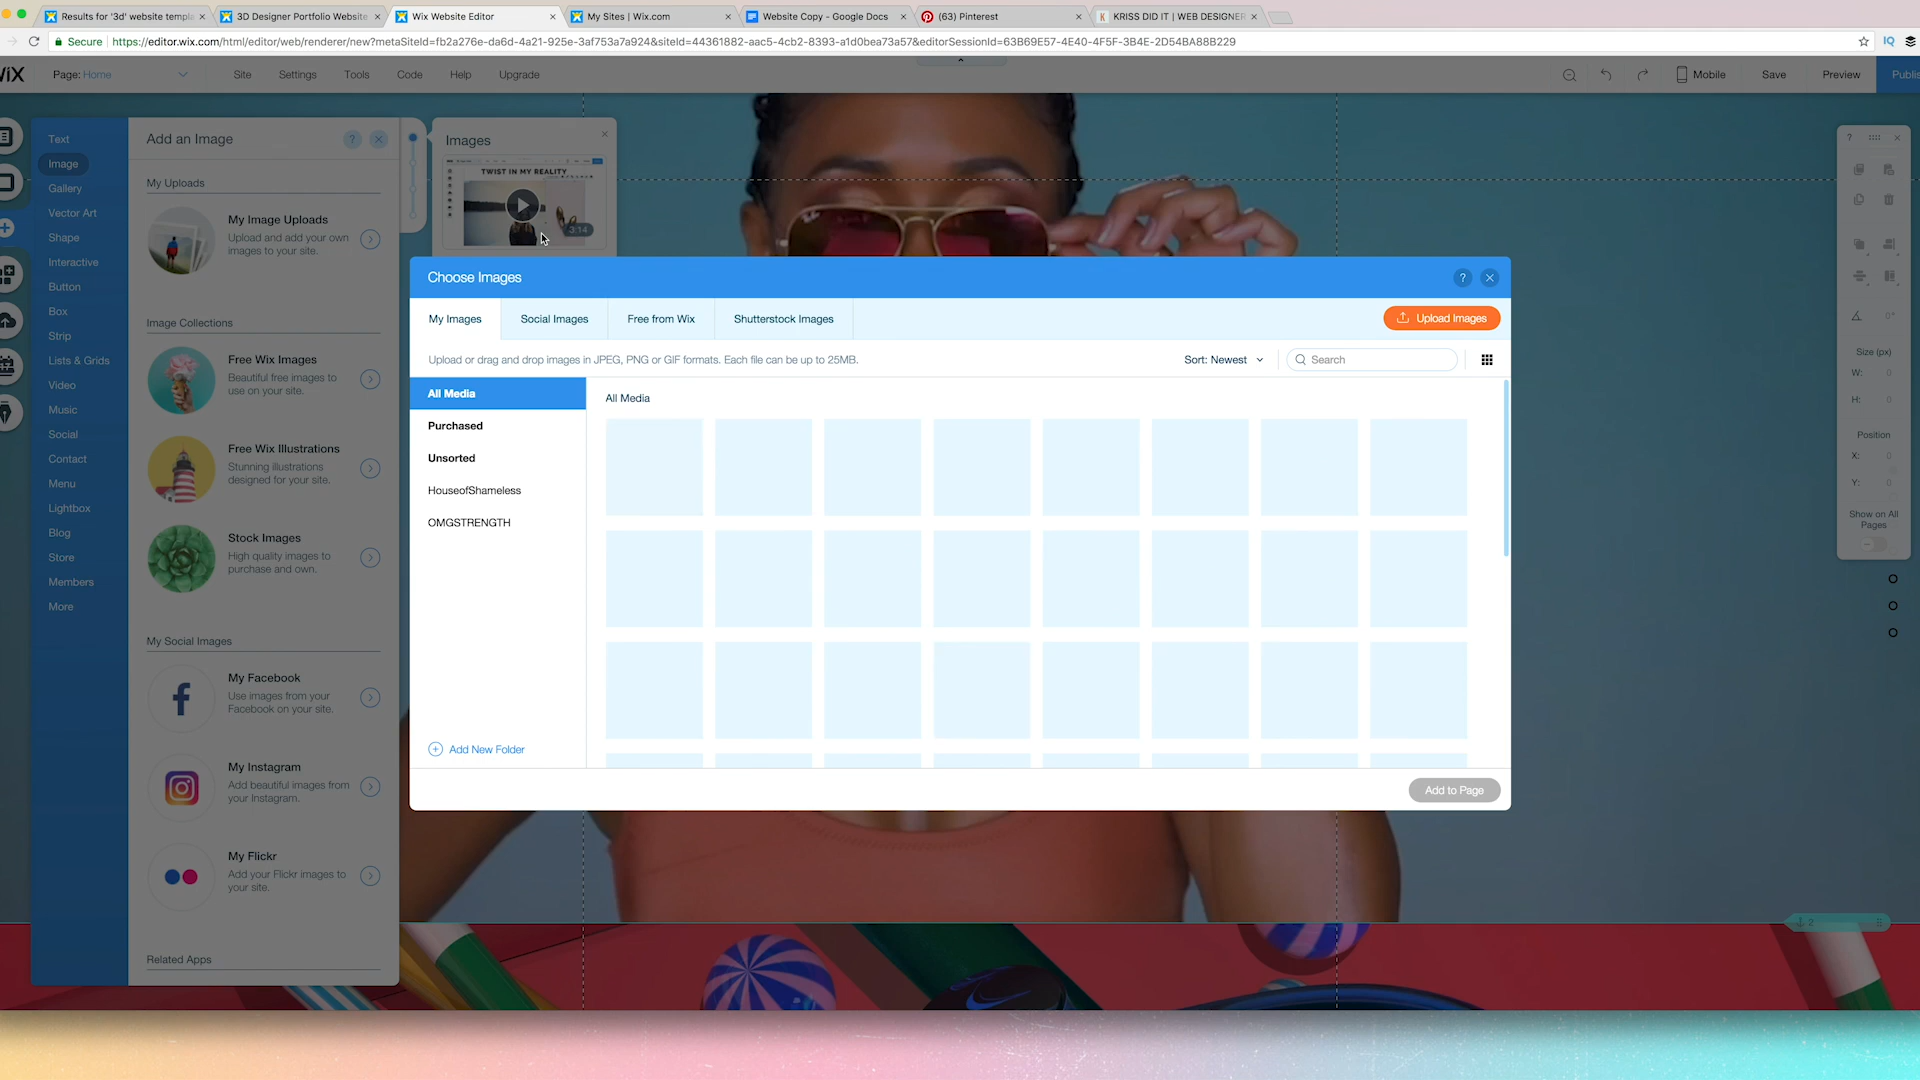 Results for '3d' website templa
3D Designer Portfolio Website
Wix Website Editor
My Sites | Wix.com
Website Copy - Google Docs
(63) Pinterest
KRISS DID IT | WEB DESIGNER
Secure
https://editor.wix.com/html/editor/web/renderer/new?metaSiteId=fb2a276e-da6d-4a21-925e-3af753a7a924&siteId=44361882-aac5-4cb2-8393-a1d0bea73a57&editorSessionId=63B69E57-4E40-4F5F-3B4E-2D54BA88B229
IQ
WiX
Page: Home
Site
Settings
Tools
Code
Help
Upgrade
Mobile
Save
Preview
Publis
Text
Image
Gallery
Vector Art
Shape
Interactive
Button
Box
Strip
Lists & Grids
Video
Music
Social
Contact
Menu
Lightbox
Blog
Store
Members
More
Add an Image
?
My Uploads
My Image Uploads
Upload and add your own
images to your site.
Image Collections
Free Wix Images
Beautiful free images to
use on your site.
Free Wix Illustrations
Stunning illustrations
designed for your site.
Stock Images
High quality images to
purchase and own.
My Social Images
My Facebook
Use images from your
Facebook on your site.
My Instagram
Add beautiful images from
your Instagram.
My Flickr
Add your Flickr images to
your site.
Related Apps
Images
TWIST IN MY REALITY
3:14
Choose Images
?
My Images
Social Images
Free from Wix
Shutterstock Images
Upload Images
Upload or drag and drop images in JPEG, PNG or GIF formats. Each file can be up to 25MB.
Sort: Newest
Search
All Media
Purchased
Unsorted
HouseofShameless
OMGSTRENGTH
Add New Folder
All Media
Add to Page
?
0°
Size (px)
W: 0
H: 0
Position
X: 0
Y: 0
Show on All
Pages
2